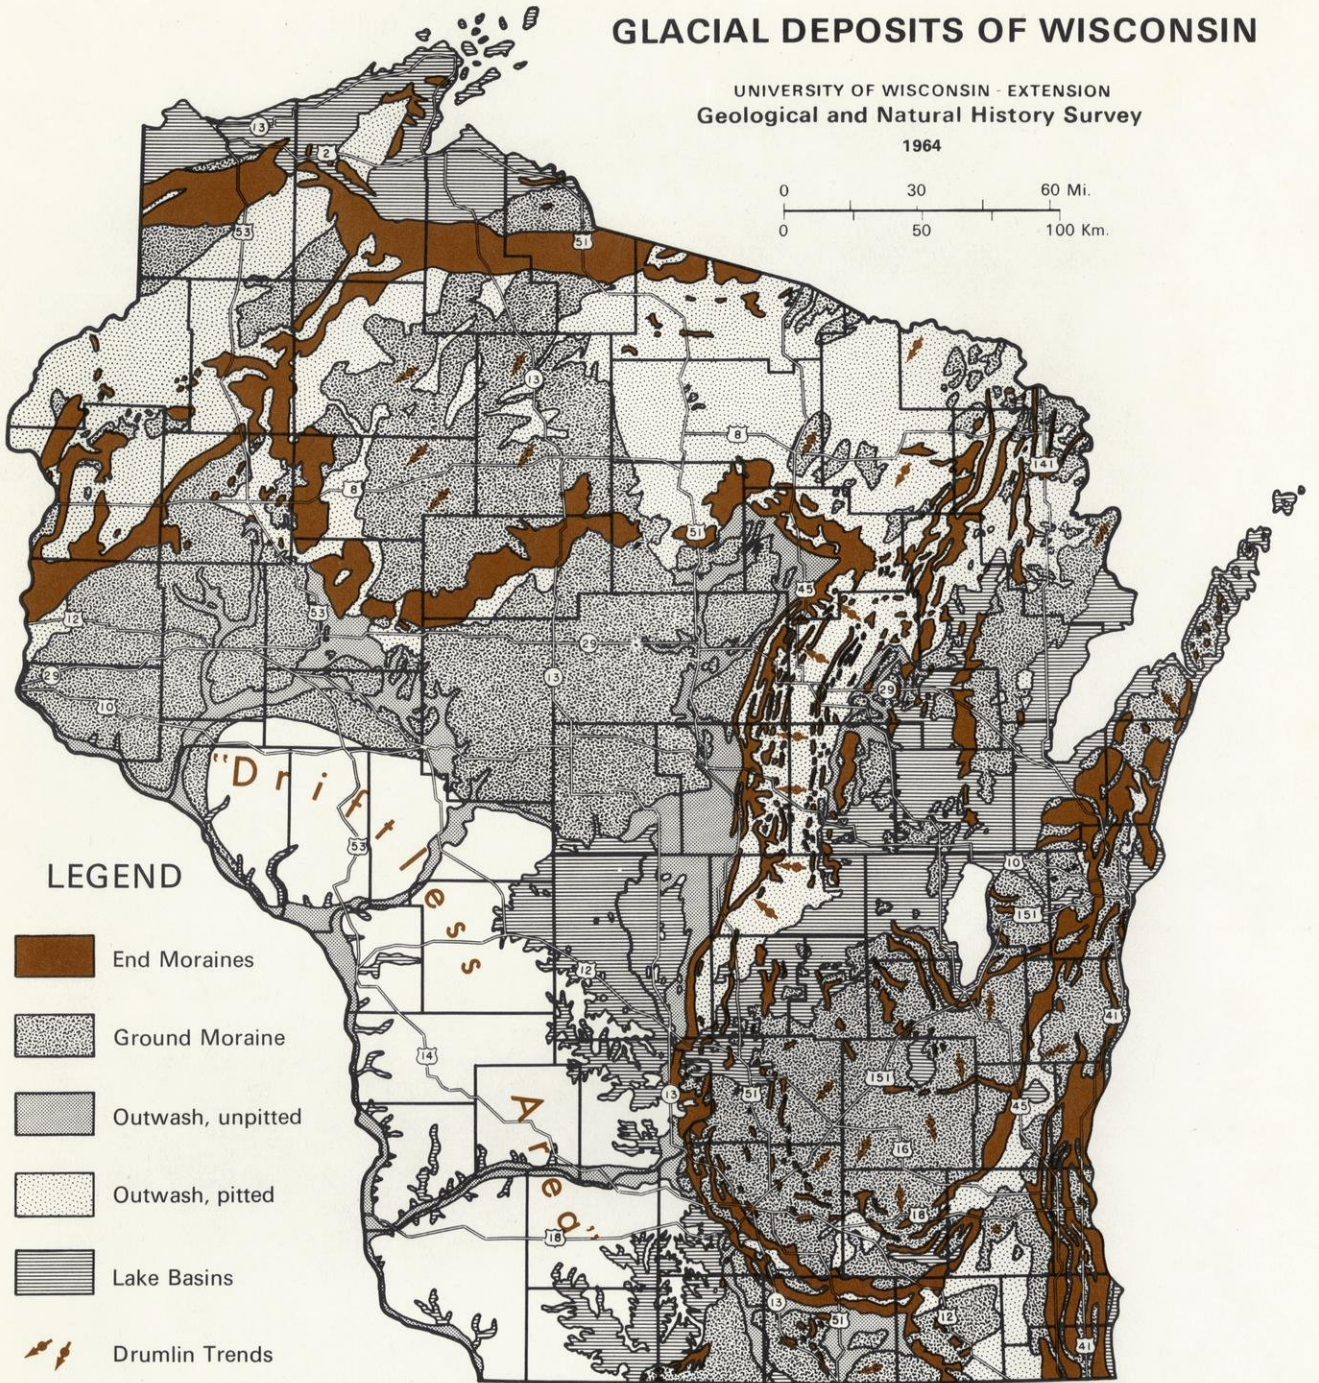 GLACIAL DEPOSITS OF WISCONSIN
UNIVERSITY OF WISCONSIN - EXTENSION
Geological and Natural History Survey
1964
0 30 60 Mi.
0 50 100 Km.
13
2
53
51
13
8
141
8
51
45
53
12
29
29
13
29
10
"Driftless
53
10
151
12
41
14
151
13
51
45
16
Area"
18
18
13
51
12
41
LEGEND
End Moraines
Ground Moraine
Outwash, unpitted
Outwash, pitted
Lake Basins
Drumlin Trends